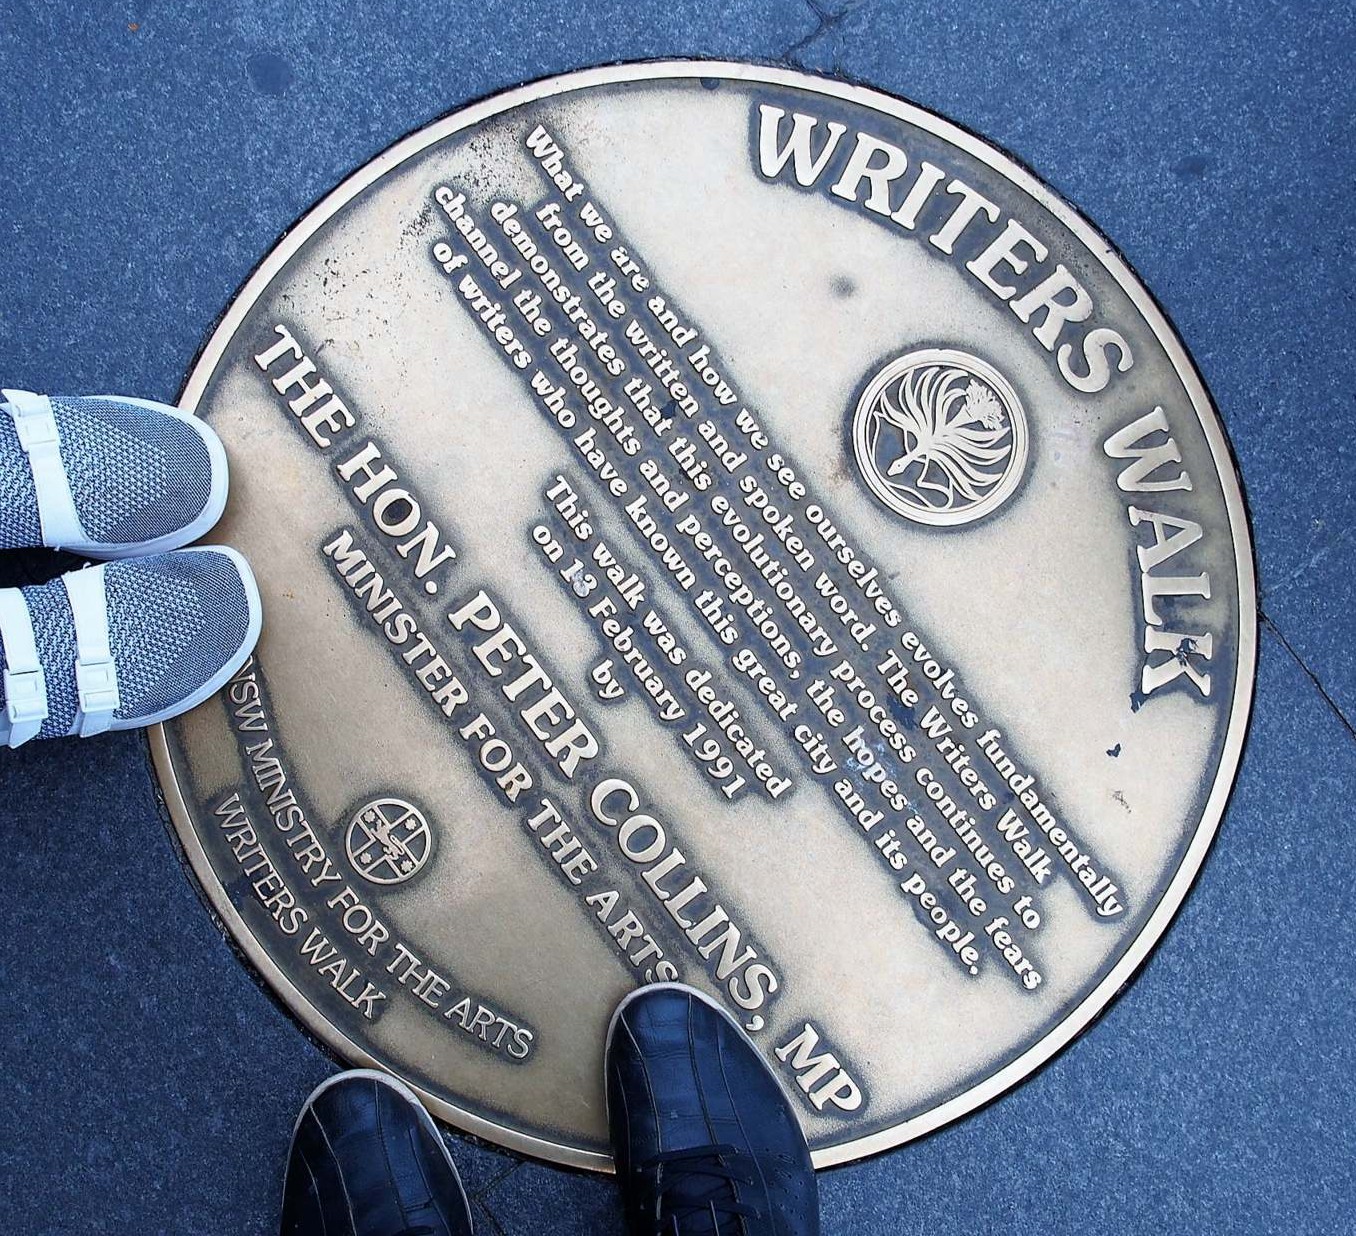 WRITERS WALK
What we are and how we see ourselves evolves fundamentally
from the written and spoken word. The Writers Walk
demonstrates that this evolutionary process continues to
channel the thoughts and perceptions, the hopes and the fears
of writers who have known this great city and its people.
This walk was dedicated
on 13 February 1991
by
THE HON. PETER COLLINS, MP
MINISTER FOR THE ARTS
NSW MINISTRY FOR THE ARTS
WRITERS WALK